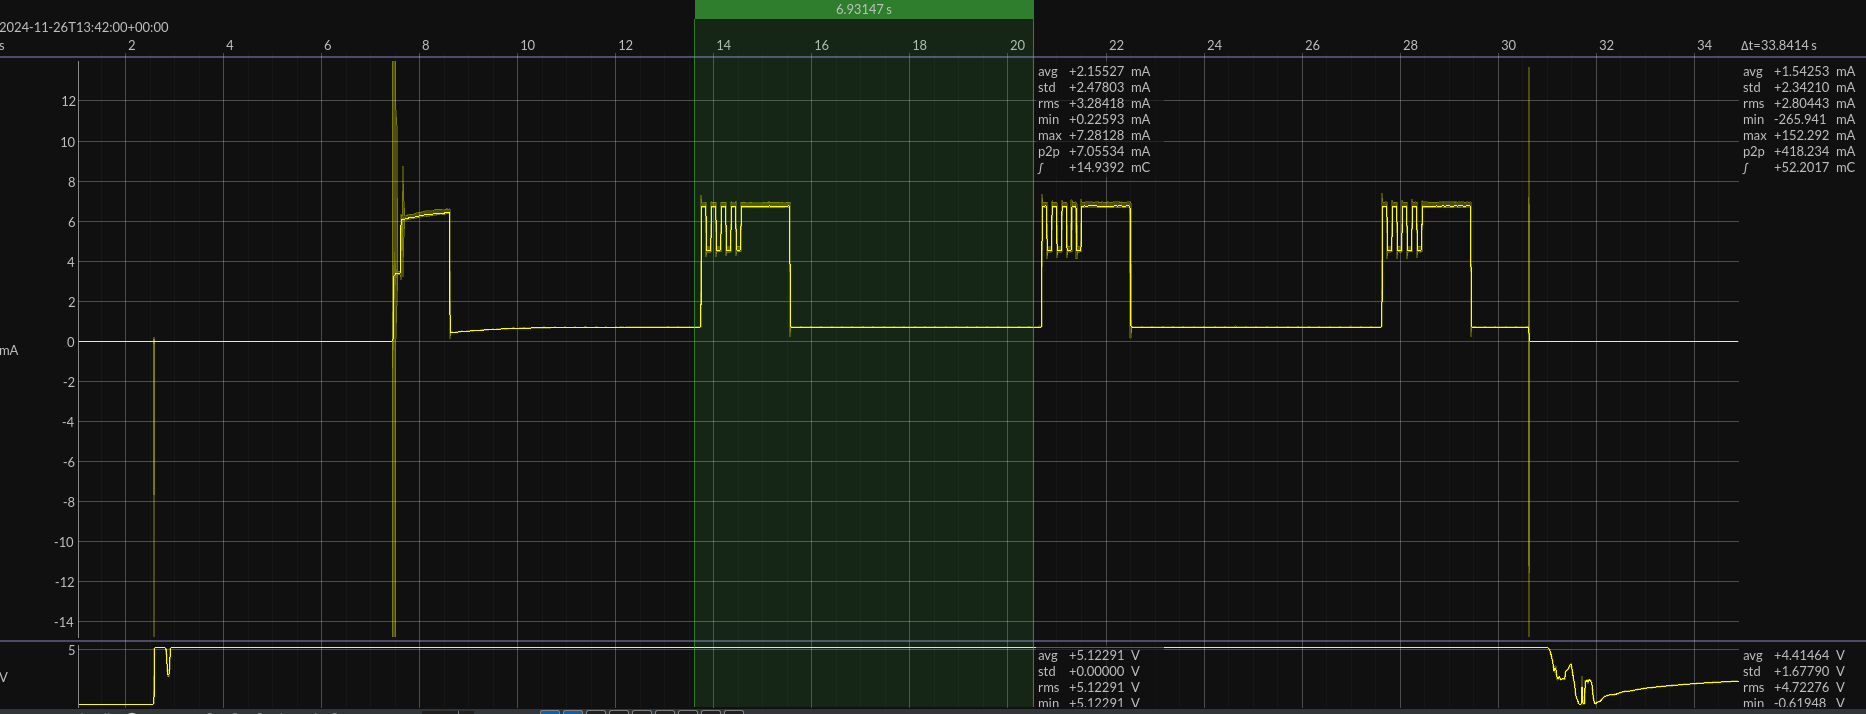 6.93147 s
2024-11-26T13:42:00+00:00
s 2 4 6 8 10 12 14 16 18 20 22 24 26 28 30 32 34 Δt=33.8414 s
avg +2.15527 mA
std +2.47803 mA
rms +3.28418 mA
min +0.22593 mA
max +7.28128 mA
p2p +7.05534 mA
∫ +14.9392 mC
avg +1.54253 mA
std +2.34210 mA
rms +2.80443 mA
min -265.941 mA
max +152.292 mA
p2p +418.234 mA
∫ +52.2017 mC
12
10
8
6
4
2
0
mA
-2
-4
-6
-8
-10
-12
-14
5
V
avg +5.12291 V
std +0.00000 V
rms +5.12291 V
min +5.12291 V
avg +4.41464 V
std +1.67790 V
rms +4.72276 V
min -0.61948 V